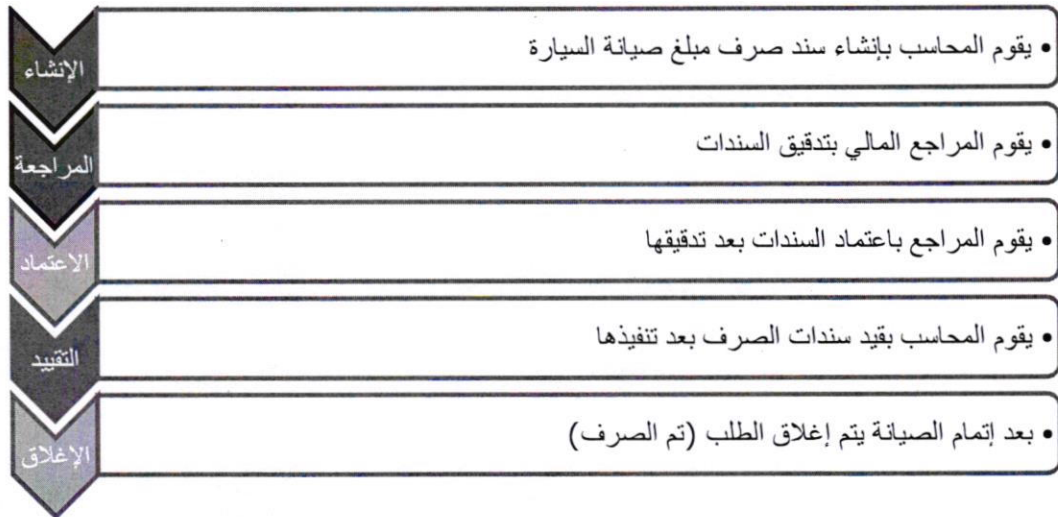 الإنشاء
• يقوم المحاسب بإنشاء سند صرف مبلغ صيانة السيارة
المراجعة
• يقوم المراجع المالي بتدقيق السندات
الاعتماد
• يقوم المراجع باعتماد السندات بعد تدقيقها
التقييد
• يقوم المحاسب بقيد سندات الصرف بعد تنفيذها
الإغلاق
• بعد إتمام الصيانة يتم إغلاق الطلب (تم الصرف)